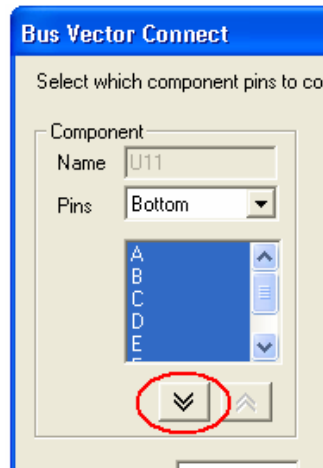 Bus Vector Connect
Select which component pins to co
Component
Name U11
Pins Bottom
A
B
C
D
E